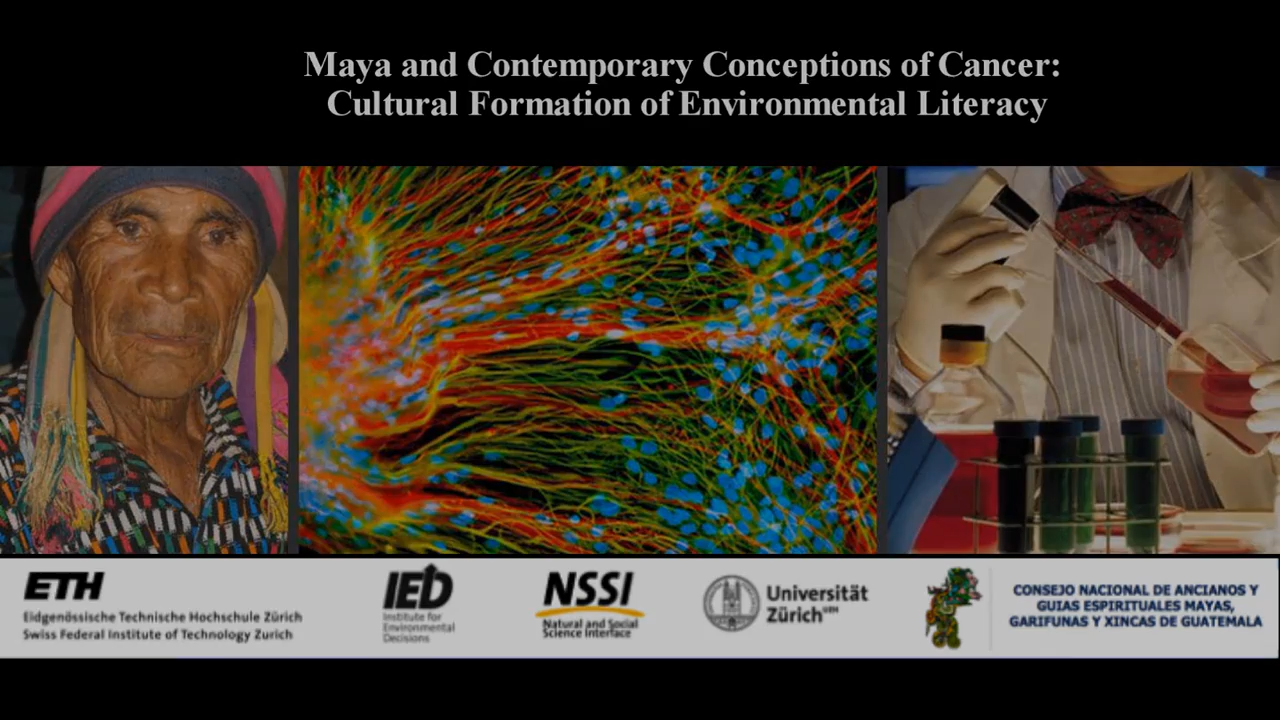 Maya and Contemporary Conceptions of Cancer:
Cultural Formation of Environmental Literacy
ETH
Eidgenössische Technische Hochschule Zürich
Swiss Federal Institute of Technology Zurich
IED
Institute for
Environmental
Decisions
NSSI
Natural and Social
Science Interface
Universität
Zürich
CONSEJO NACIONAL DE ANCIANOS Y
GUIAS ESPIRITUALES MAYAS,
GARIFUNAS Y XINCAS DE GUATEMALA